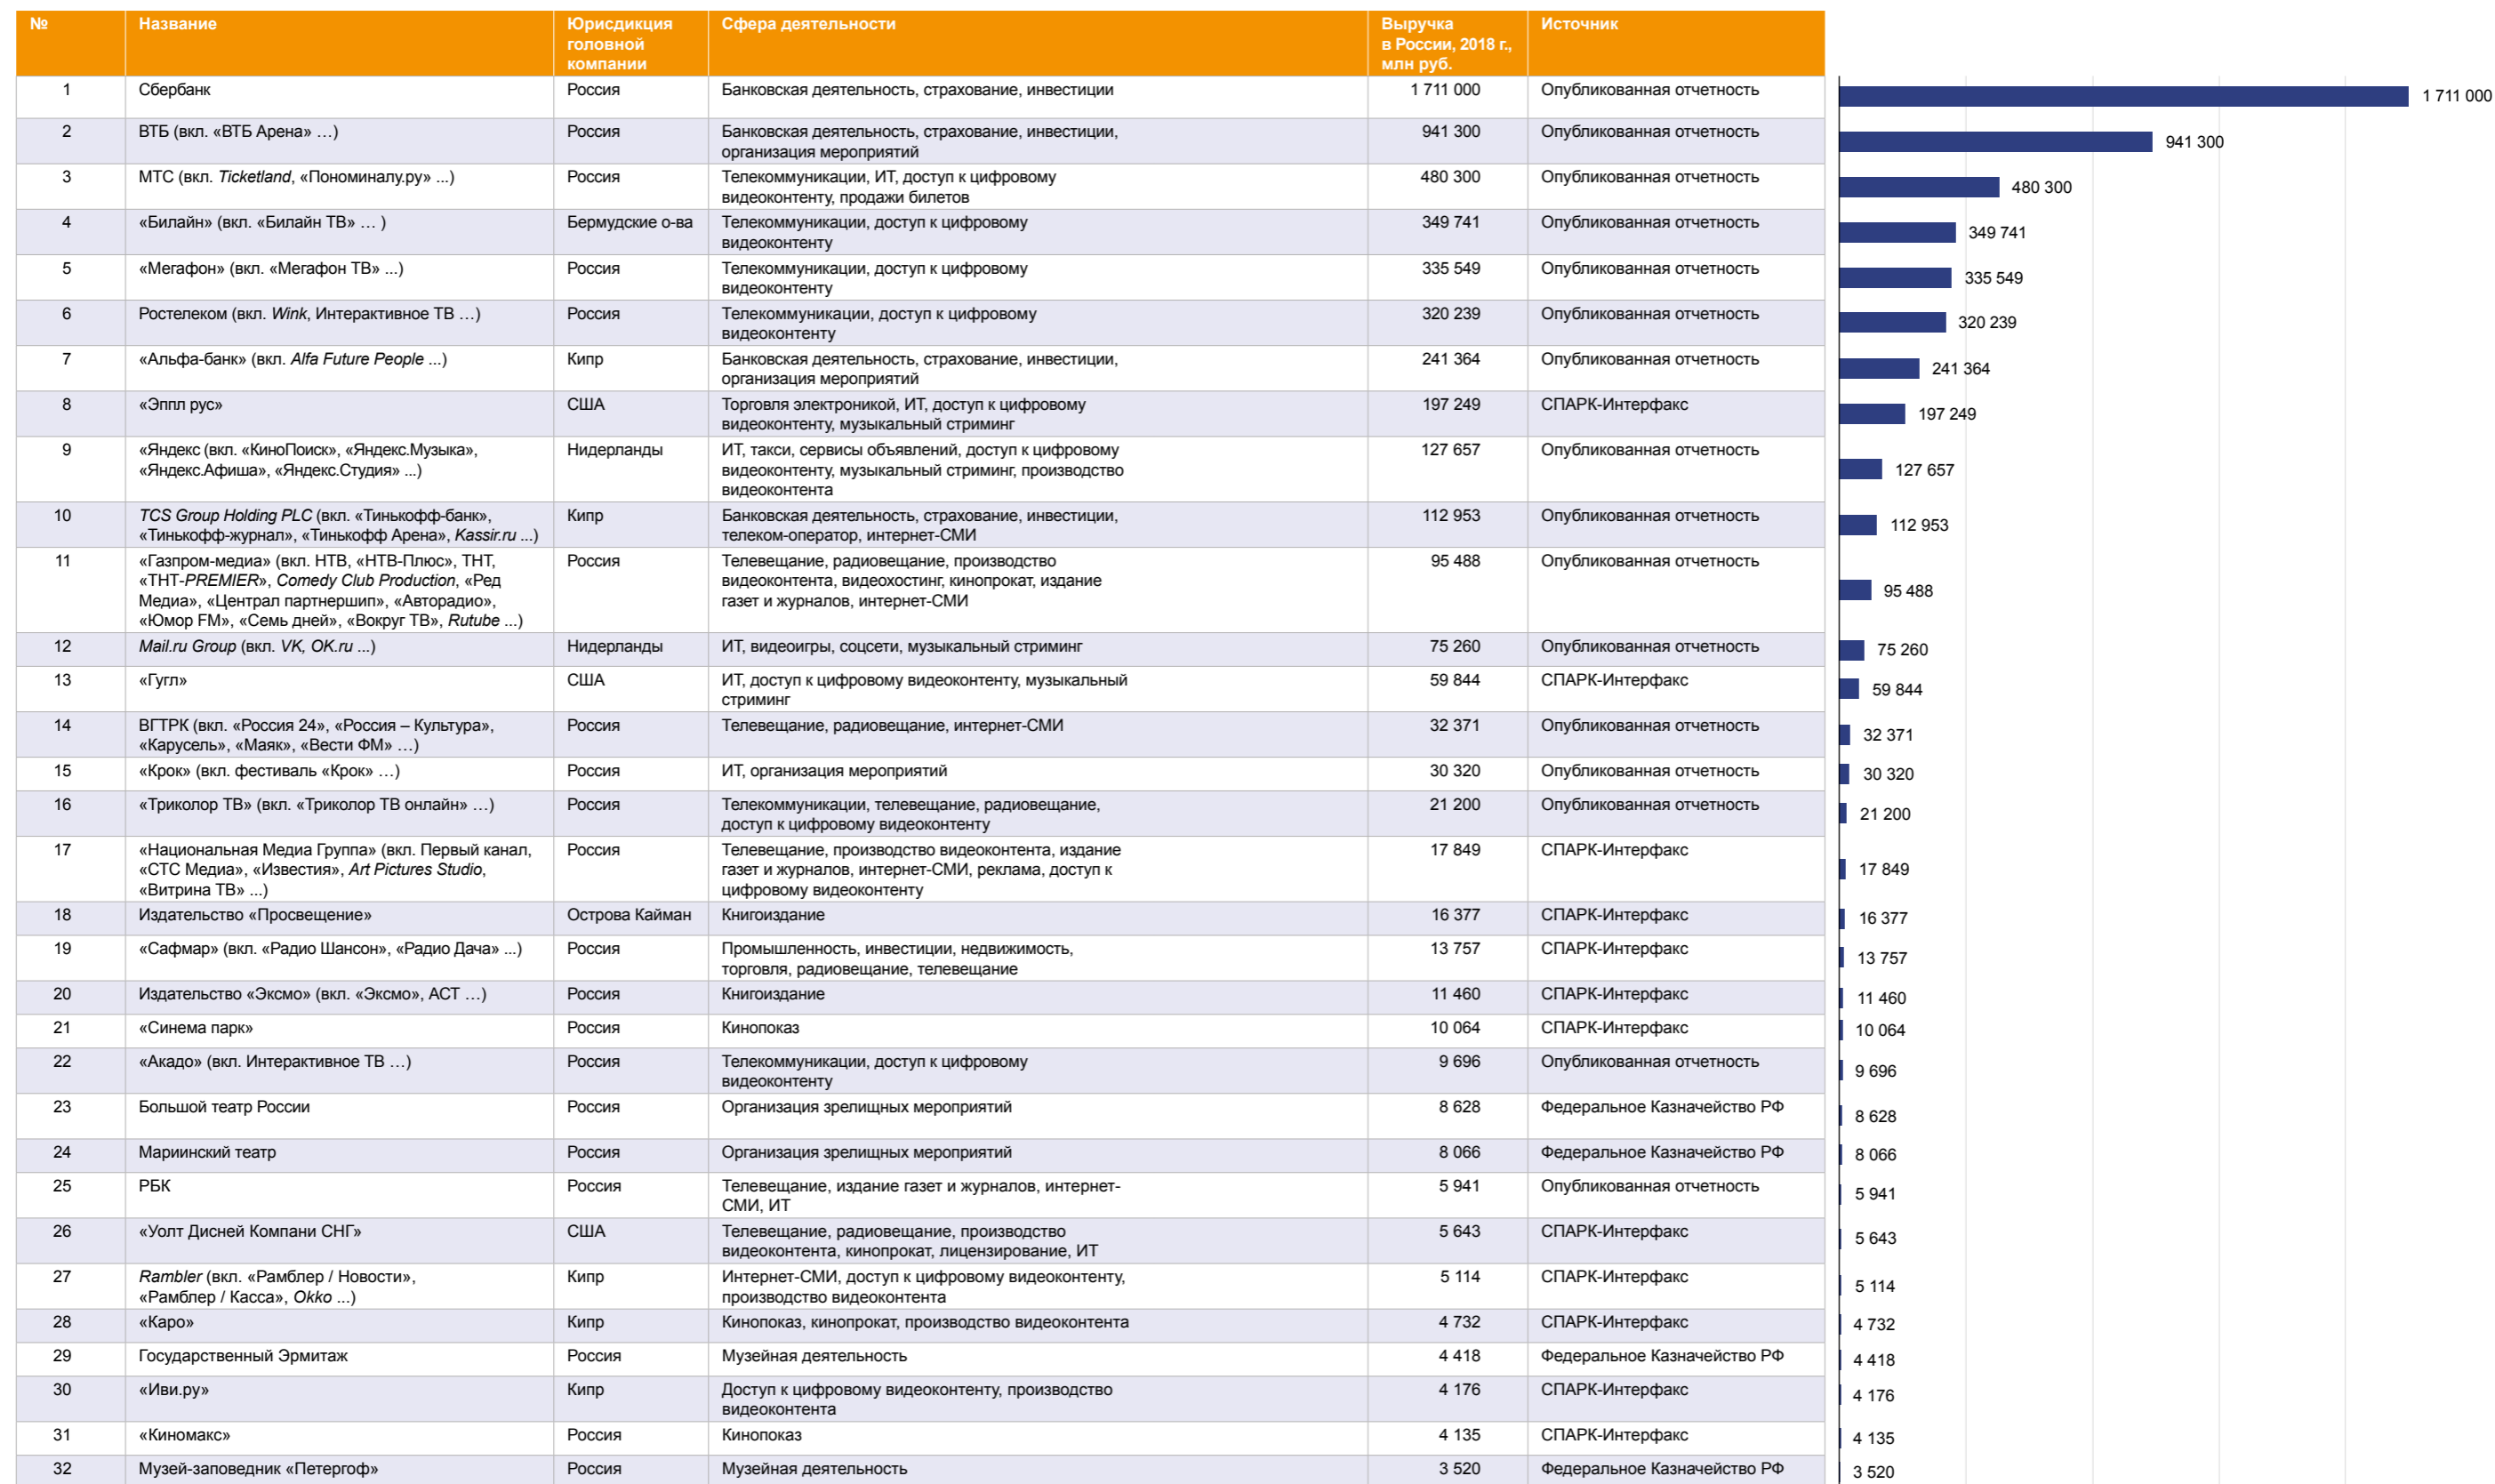 № Название Юрисдикция головной компании Сфера деятельности Выручка в России, 2018 г., млн руб. Источник
1 Сбербанк Россия Банковская деятельность, страхование, инвестиции 1 711 000 Опубликованная отчетность 1 711 000
2 ВТБ (вкл. «ВТБ Арена» …) Россия Банковская деятельность, страхование, инвестиции, 941 300 Опубликованная отчетность 941 300
организация мероприятий
3 МТС (вкл. Ticketland, «Пономиналу.ру» ...) Россия Телекоммуникации, ИТ, доступ к цифровому 480 300 Опубликованная отчетность 480 300
видеоконтенту, продажи билетов
4 «Билайн» (вкл. «Билайн ТВ» … ) Бермудские о-ва Телекоммуникации, доступ к цифровому 349 741 Опубликованная отчетность 349 741
видеоконтенту
5 «Мегафон» (вкл. «Мегафон ТВ» ...) Россия Телекоммуникации, доступ к цифровому 335 549 Опубликованная отчетность 335 549
видеоконтенту
6 Ростелеком (вкл. Wink, Интерактивное ТВ …) Россия Телекоммуникации, доступ к цифровому 320 239 Опубликованная отчетность 320 239
видеоконтенту
7 «Альфа-банк» (вкл. Alfa Future People ...) Кипр Банковская деятельность, страхование, инвестиции, 241 364 Опубликованная отчетность 241 364
организация мероприятий
8 «Эппл рус» США Торговля электроникой, ИТ, доступ к цифровому 197 249 СПАРК-Интерфакс 197 249
видеоконтенту, музыкальный стриминг
9 «Яндекс (вкл. «КиноПоиск», «Яндекс.Музыка», Нидерланды ИТ, такси, сервисы объявлений, доступ к цифровому 127 657 Опубликованная отчетность 127 657
«Яндекс.Афиша», «Яндекс.Студия» ...) видеоконтенту, музыкальный стриминг, производство
видеоконтента
10 TCS Group Holding PLC (вкл. «Тинькофф-банк», Кипр Банковская деятельность, страхование, инвестиции, 112 953 Опубликованная отчетность 112 953
«Тинькофф-журнал», «Тинькофф Арена», Kassir.ru ...) телеком-оператор, интернет-СМИ
11 «Газпром-медиа» (вкл. НТВ, «НТВ-Плюс», ТНТ, Россия Телевещание, радиовещание, производство 95 488 Опубликованная отчетность 95 488
«ТНТ-PREMIER», Comedy Club Production, «Ред видеоконтента, видеохостинг, кинопрокат, издание
Медиа», «Централ партнершип», «Авторадио», газет и журналов, интернет-СМИ
«Юмор FM», «Семь дней», «Вокруг ТВ», Rutube ...)
12 Mail.ru Group (вкл. VK, OK.ru ...) Нидерланды ИТ, видеоигры, соцсети, музыкальный стриминг 75 260 Опубликованная отчетность 75 260
13 «Гугл» США ИТ, доступ к цифровому видеоконтенту, музыкальный 59 844 СПАРК-Интерфакс 59 844
стриминг
14 ВГТРК (вкл. «Россия 24», «Россия – Культура», Россия Телевещание, радиовещание, интернет-СМИ 32 371 Опубликованная отчетность 32 371
«Карусель», «Маяк», «Вести ФМ» …)
15 «Крок» (вкл. фестиваль «Крок» …) Россия ИТ, организация мероприятий 30 320 Опубликованная отчетность 30 320
16 «Триколор ТВ» (вкл. «Триколор ТВ онлайн» …) Россия Телекоммуникации, телевещание, радиовещание, 21 200 Опубликованная отчетность 21 200
доступ к цифровому видеоконтенту
17 «Национальная Медиа Группа» (вкл. Первый канал, Россия Телевещание, производство видеоконтента, издание 17 849 СПАРК-Интерфакс 17 849
«СТС Медиа», «Известия», Art Pictures Studio, газет и журналов, интернет-СМИ, реклама, доступ к
«Витрина ТВ» ...) цифровому видеоконтенту
18 Издательство «Просвещение» Острова Кайман Книгоиздание 16 377 СПАРК-Интерфакс 16 377
19 «Сафмар» (вкл. «Радио Шансон», «Радио Дача» ...) Россия Промышленность, инвестиции, недвижимость, 13 757 СПАРК-Интерфакс 13 757
торговля, радиовещание, телевещание
20 Издательство «Эксмо» (вкл. «Эксмо», АСТ …) Россия Книгоиздание 11 460 СПАРК-Интерфакс 11 460
21 «Синема парк» Россия Кинопоказ 10 064 СПАРК-Интерфакс 10 064
22 «Акадо» (вкл. Интерактивное ТВ …) Россия Телекоммуникации, доступ к цифровому 9 696 Опубликованная отчетность 9 696
видеоконтенту
23 Большой театр России Россия Организация зрелищных мероприятий 8 628 Федеральное Казначейство РФ 8 628
24 Мариинский театр Россия Организация зрелищных мероприятий 8 066 Федеральное Казначейство РФ 8 066
25 РБК Россия Телевещание, издание газет и журналов, интернет- 5 941 Опубликованная отчетность 5 941
СМИ, ИТ
26 «Уолт Дисней Компани СНГ» США Телевещание, радиовещание, производство 5 643 СПАРК-Интерфакс 5 643
видеоконтента, кинопрокат, лицензирование, ИТ
27 Rambler (вкл. «Рамблер / Новости», Кипр Интернет-СМИ, доступ к цифровому видеоконтенту, 5 114 СПАРК-Интерфакс 5 114
«Рамблер / Касса», Okko ...) производство видеоконтента
28 «Каро» Кипр Кинопоказ, кинопрокат, производство видеоконтента 4 732 СПАРК-Интерфакс 4 732
29 Государственный Эрмитаж Россия Музейная деятельность 4 418 Федеральное Казначейство РФ 4 418
30 «Иви.ру» Кипр Доступ к цифровому видеоконтенту, производство 4 176 СПАРК-Интерфакс 4 176
видеоконтента
31 «Киномакс» Россия Кинопоказ 4 135 СПАРК-Интерфакс 4 135
32 Музей-заповедник «Петергоф» Россия Музейная деятельность 3 520 Федеральное Казначейство РФ 3 520